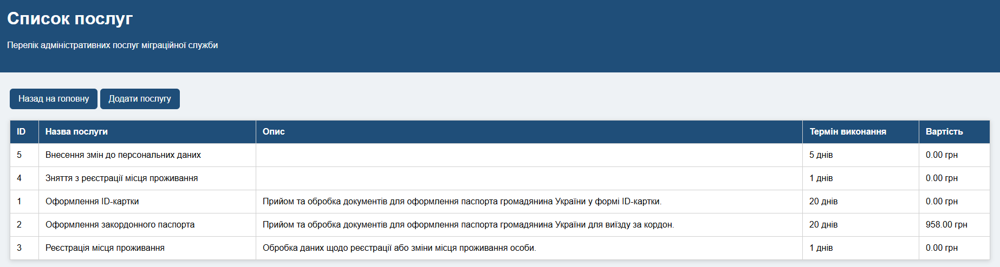 Список послуг
Перелік адміністративних послуг міграційної служби
Назад на головну Додати послугу
ID Назва послуги Опис Термін виконання Вартість
5 Внесення змін до персональних даних 5 днів 0.00 грн
4 Зняття з реєстрації місця проживання 1 днів 0.00 грн
1 Оформлення ID-картки Прийом та обробка документів для оформлення паспорта громадянина України у формі ID-картки. 20 днів 0.00 грн
2 Оформлення закордонного паспорта Прийом та обробка документів для оформлення паспорта громадянина України для виїзду за кордон. 20 днів 958.00 грн
3 Реєстрація місця проживання Обробка даних щодо реєстрації або зміни місця проживання особи. 1 днів 0.00 грн